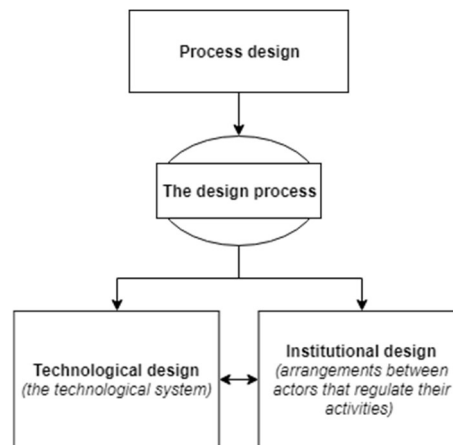 Process design
The design process
Technological design
(the technological system)
Institutional design
(arrangements between
actors that regulate their
activities)